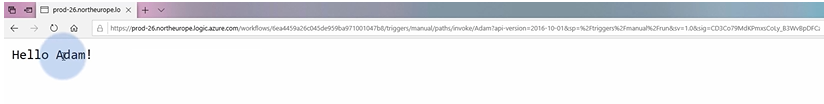 prod-26.northeurope.lo
https://prod-26.northeurope.logic.azure.com/workflows/6ea4459a26c045de959ba971001047b8/triggers/manual/paths/invoke/Adam?api-version=2016-10-01&sp=%2Ftriggers%2Fmanual%2Frun&sv=1.0&sig=CD3Co79MdKPmxsCoLy_B3WvBpDFC
Hello Adam!